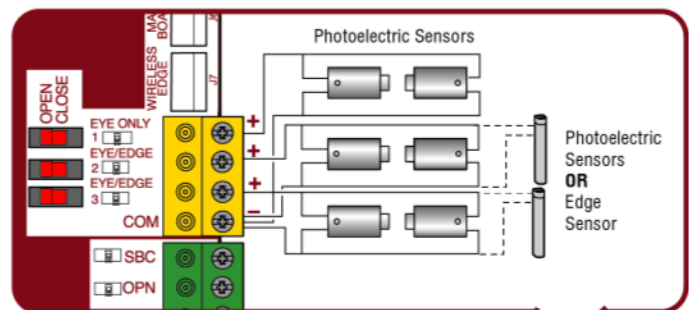 MA
BOA
J6
WIRELESS
EDGE
J7
OPEN
CLOSE
EYE ONLY
1
EYE/EDGE
2
EYE/EDGE
3
COM
SBC
OPN
+
+
+
−
Photoelectric Sensors
Photoelectric
Sensors
OR
Edge
Sensor